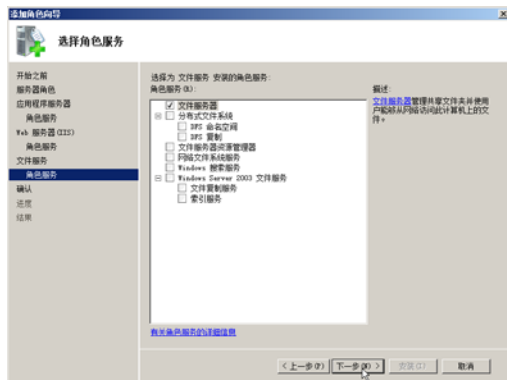 添加角色向导
选择角色服务
开始之前
服务器角色
应用程序服务器
角色服务
Web 服务器(IIS)
角色服务
文件服务
角色服务
确认
进度
结果
选择为 文件服务 安装的角色服务:
角色服务(R):
文件服务器
分布式文件系统
DFS 命名空间
DFS 复制
文件服务器资源管理器
网络文件系统服务
Windows 搜索服务
Windows Server 2003 文件服务
文件复制服务
索引服务
有关角色服务的详细信息
描述:
文件服务器管理共享文件夹并使用
户能够从网络访问此计算机上的文
件。
< 上一步(P)
下一步(N) >
安装(I)
取消